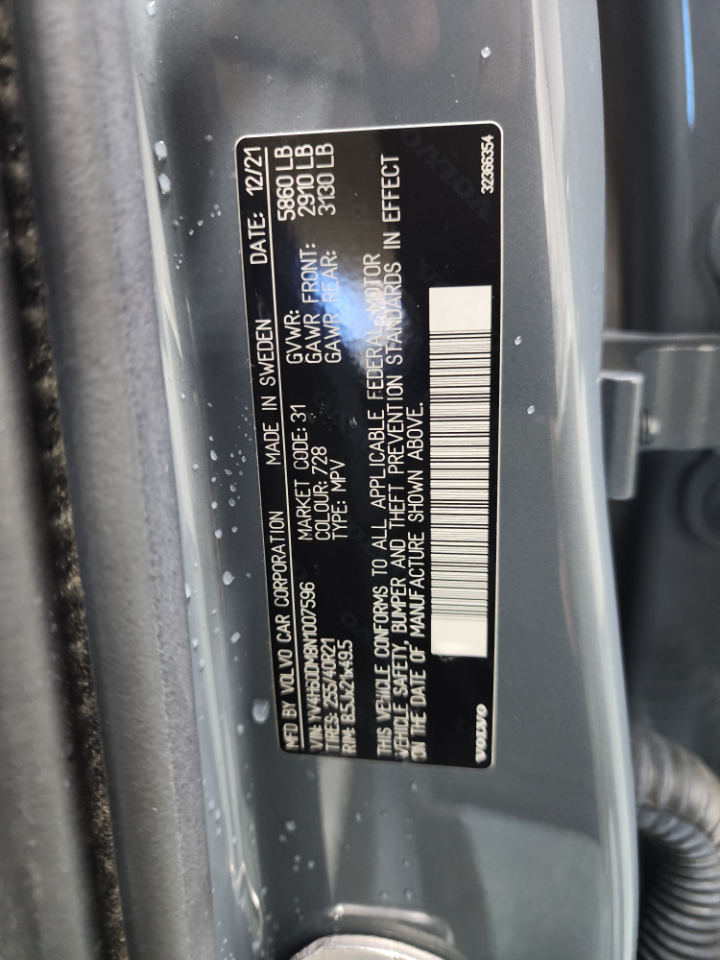 MFD BY VOLVO CAR CORPORATION MADE IN SWEDEN DATE: 12/21
VIN: YV4H60DM8N1007596 MARKET CODE: 31 GVWR: 5860 LB
TIRES: 255/40R21 COLOUR: 728 GAWR FRONT: 2910 LB
RIM: 8.5Jx21x49.5 TYPE: MPV GAWR REAR: 3130 LB
THIS VEHICLE CONFORMS TO ALL APPLICABLE FEDERAL MOTOR
VEHICLE SAFETY, BUMPER AND THEFT PREVENTION STANDARDS IN EFFECT
ON THE DATE OF MANUFACTURE SHOWN ABOVE.
VOLVO 32366354